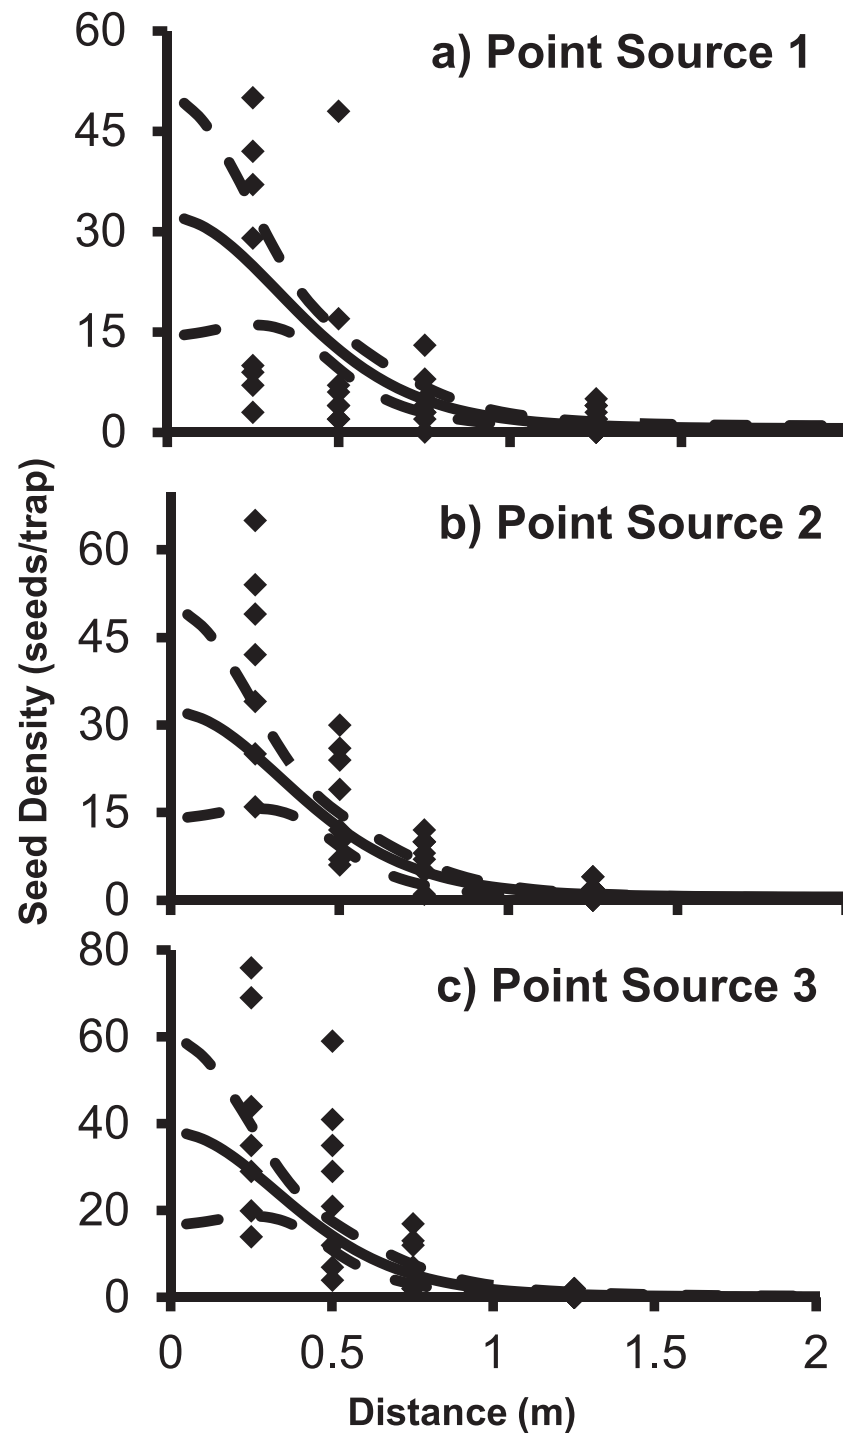 a) Point Source 1
60
45
30
15
0
b) Point Source 2
60
45
30
15
0
c) Point Source 3
80
60
40
20
0
0 0.5 1 1.5 2
Distance (m)
Seed Density (seeds/trap)